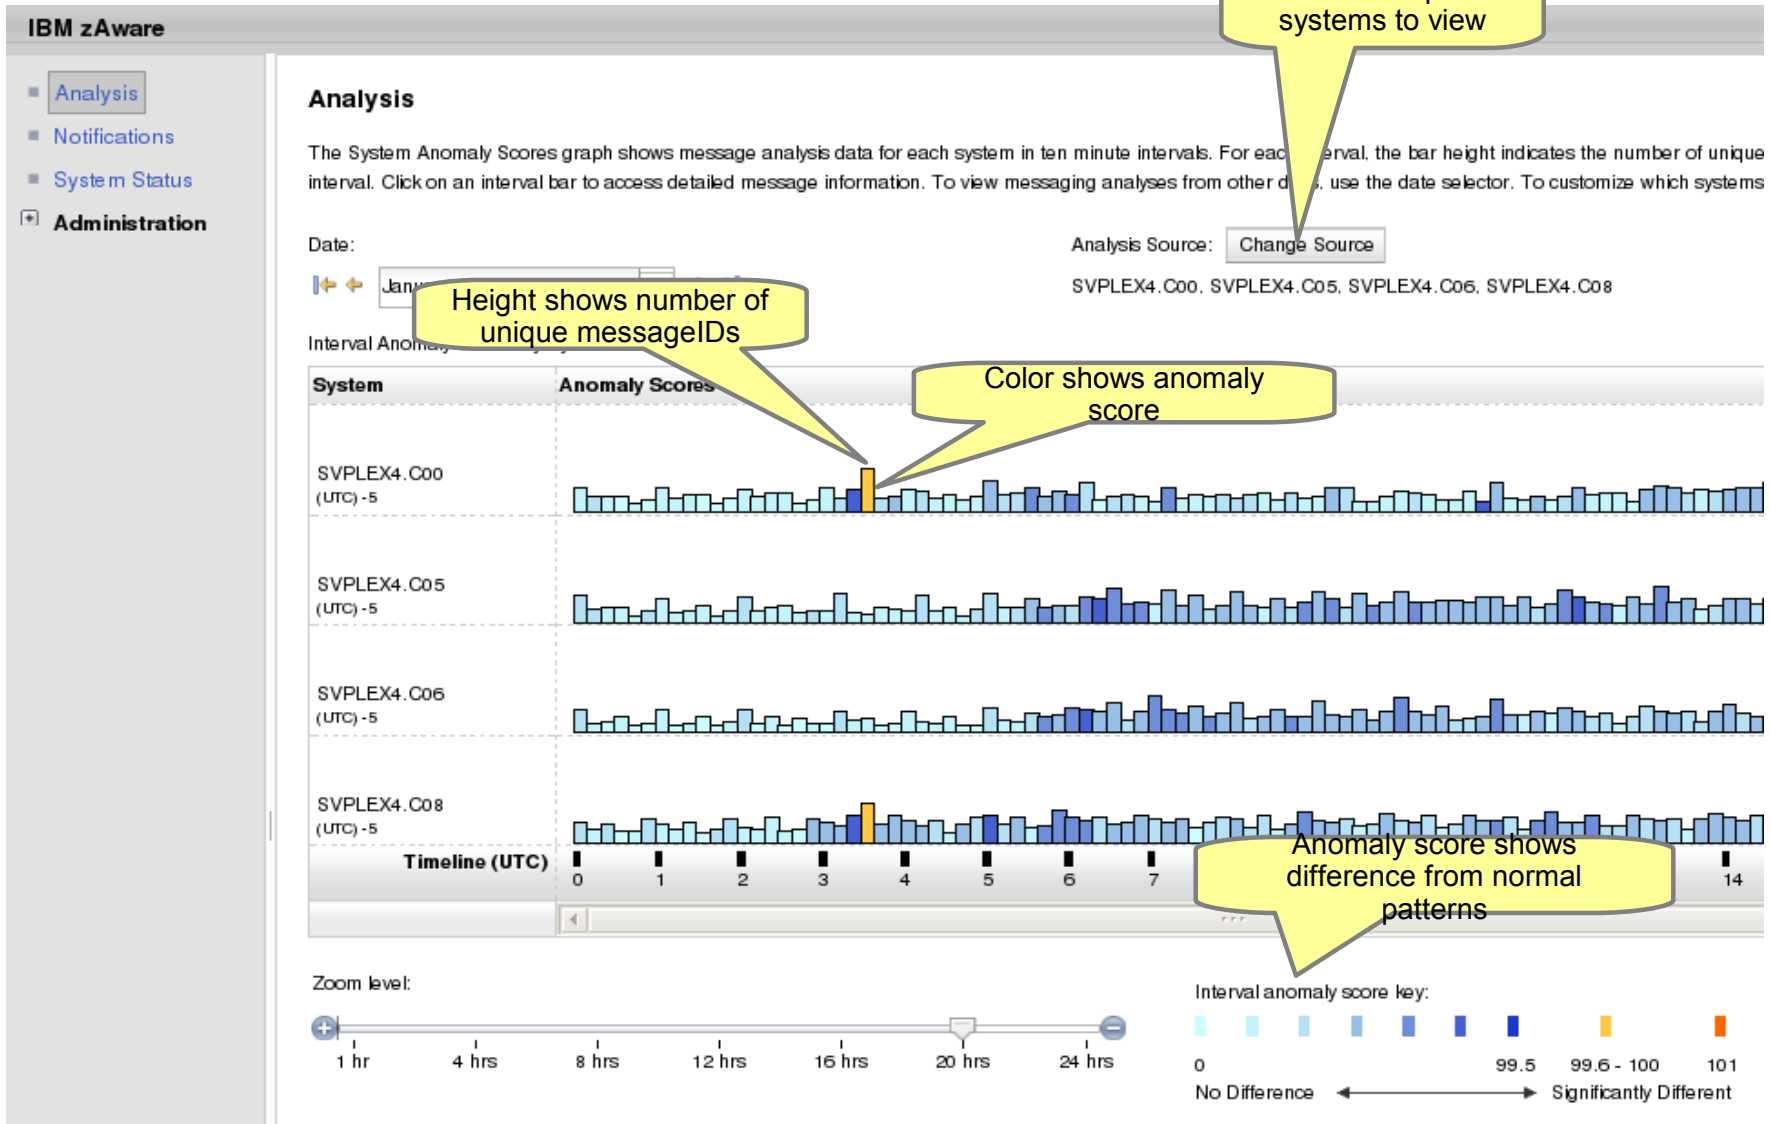 systems to view
IBM zAware
Analysis
Notifications
System Status
Administration
Analysis
The System Anomaly Scores graph shows message analysis data for each system in ten minute intervals. For each interval, the bar height indicates the number of unique
interval. Click on an interval bar to access detailed message information. To view messaging analyses from other , use the date selector. To customize which systems
Date:
Analysis Source: Change Source
SVPLEX4.C00, SVPLEX4.C05, SVPLEX4.C06, SVPLEX4.C08
Height shows number of
unique messageIDs
Interval
System
Anomaly Scores
Color shows anomaly
score
SVPLEX4.C00
(UTC) -5
SVPLEX4.C05
(UTC) -5
SVPLEX4.C06
(UTC) -5
SVPLEX4.C08
(UTC) -5
Timeline (UTC)
0 1 2 3 4 5 6 7 14
Anomaly score shows
difference from normal
patterns
Zoom level:
1 hr 4 hrs 8 hrs 12 hrs 16 hrs 20 hrs 24 hrs
Interval anomaly score key:
0 99.5 99.6 - 100 101
No Difference Significantly Different